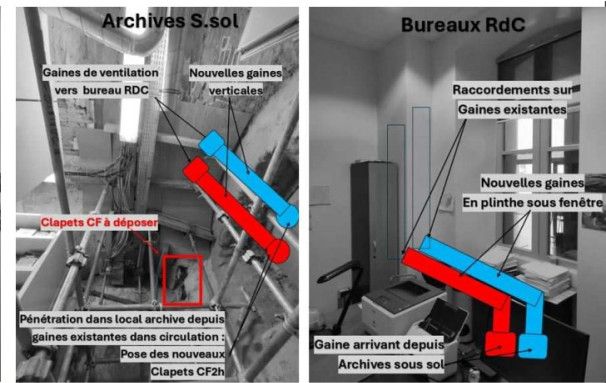 Archives S.sol
Gaines de ventilation
vers bureau RDC
Nouvelles gaines
verticales
Clapets CF à déposer
Pénétration dans local archive depuis
gaines existantes dans circulation :
Pose des nouveaux
Clapets CF2h
Bureaux RdC
Raccordements sur
Gaines existantes
Nouvelles gaines
En plinthe sous fenêtre
Gaine arrivant depuis
Archives sous sol